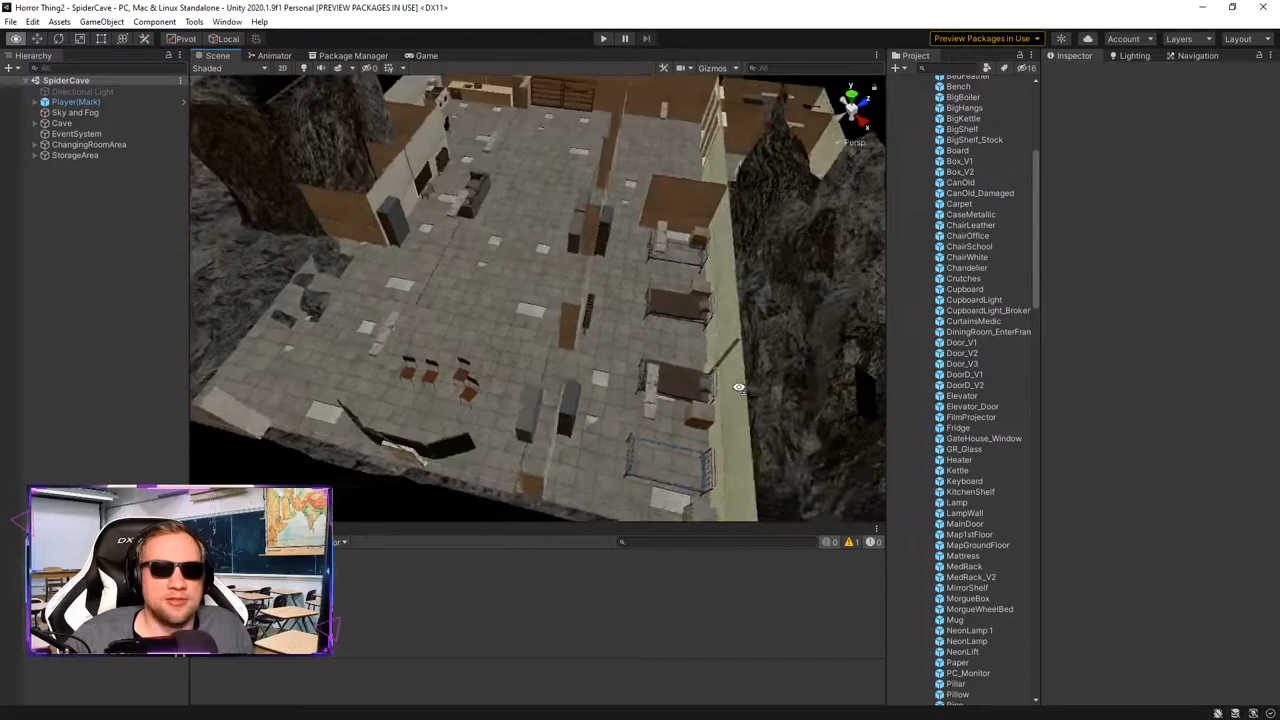 Horror Thing2 - SpiderCave - PC, Mac & Linux Standalone - Unity 2020.1.9f1 Personal [PREVIEW PACKAGES IN USE] <DX11>
File Edit Assets GameObject Component Tools Window Help
Pivot Local Preview Packages in Use Account Layers Layout
Hierarchy Scene Animator Package Manager Game Project Inspector Lighting Navigation
All Shaded 2D 0 Gizmos All 16
SpiderCave
Directional Light
Player(Mark)
Sky and Fog
Cave
EventSystem
ChangingRoomArea
StorageArea
y
z
x
Persp
BedFeather
Bench
BigBoiler
BigHangs
BigKettle
BigShelf
BigShelf_Stock
Board
Box_V1
Box_V2
CanOld
CanOld_Damaged
Carpet
CaseMetallic
ChairLeather
ChairOffice
ChairSchool
ChairWhite
Chandelier
Crutches
Cupboard
CupboardLight
CupboardLight_Broken
CurtainsMedic
DiningRoom_EnterFran
Door_V1
Door_V2
Door_V3
DoorD_V1
DoorD_V2
Elevator
Elevator_Door
FilmProjector
Fridge
GateHouse_Window
GR_Glass
Heater
Kettle
Keyboard
KitchenShelf
Lamp
LampWall
MainDoor
Map1stFloor
MapGroundFloor
Mattress
MedRack
MedRack_V2
MirrorShelf
MorgueBox
MorgueWheelBed
Mug
NeonLamp 1
NeonLamp
NeonLift
Paper
PC_Monitor
Pillar
Pillow
0 1 0
DX